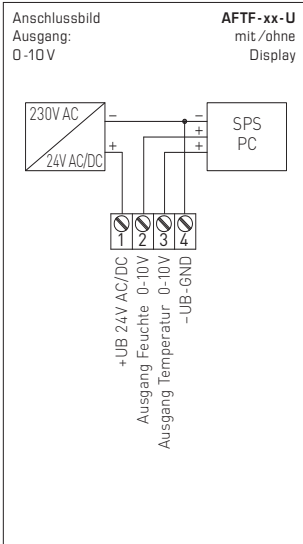 Anschlussbild
Ausgang:
0-10 V
AFTF-xx-U
mit/ohne
Display
230V AC
24V AC/DC
–
+
–
+
+
SPS
PC
1
2
3
4
+UB 24V AC/DC
Ausgang Feuchte 0-10V
Ausgang Temperatur 0-10V
–UB-GND